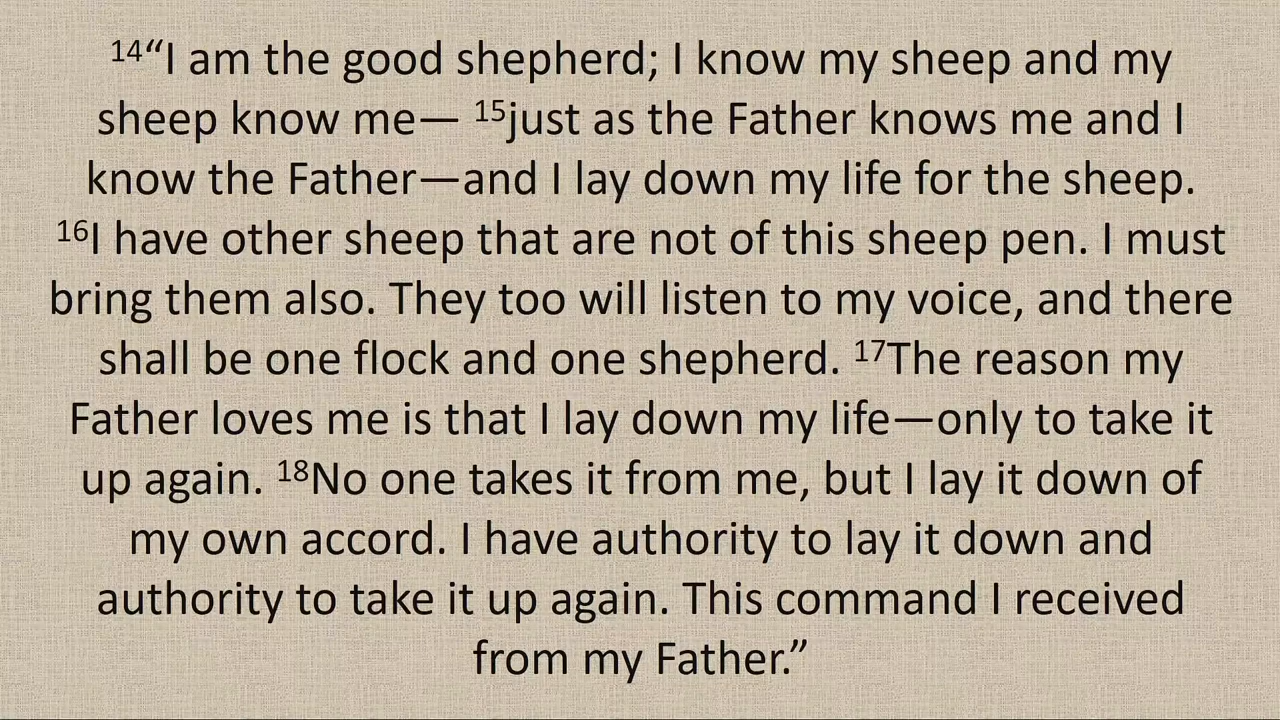 14“I am the good shepherd; I know my sheep and my
sheep know me— 15just as the Father knows me and I
know the Father—and I lay down my life for the sheep.
16I have other sheep that are not of this sheep pen. I must
bring them also. They too will listen to my voice, and there
shall be one flock and one shepherd. 17The reason my
Father loves me is that I lay down my life—only to take it
up again. 18No one takes it from me, but I lay it down of
my own accord. I have authority to lay it down and
authority to take it up again. This command I received
from my Father.”